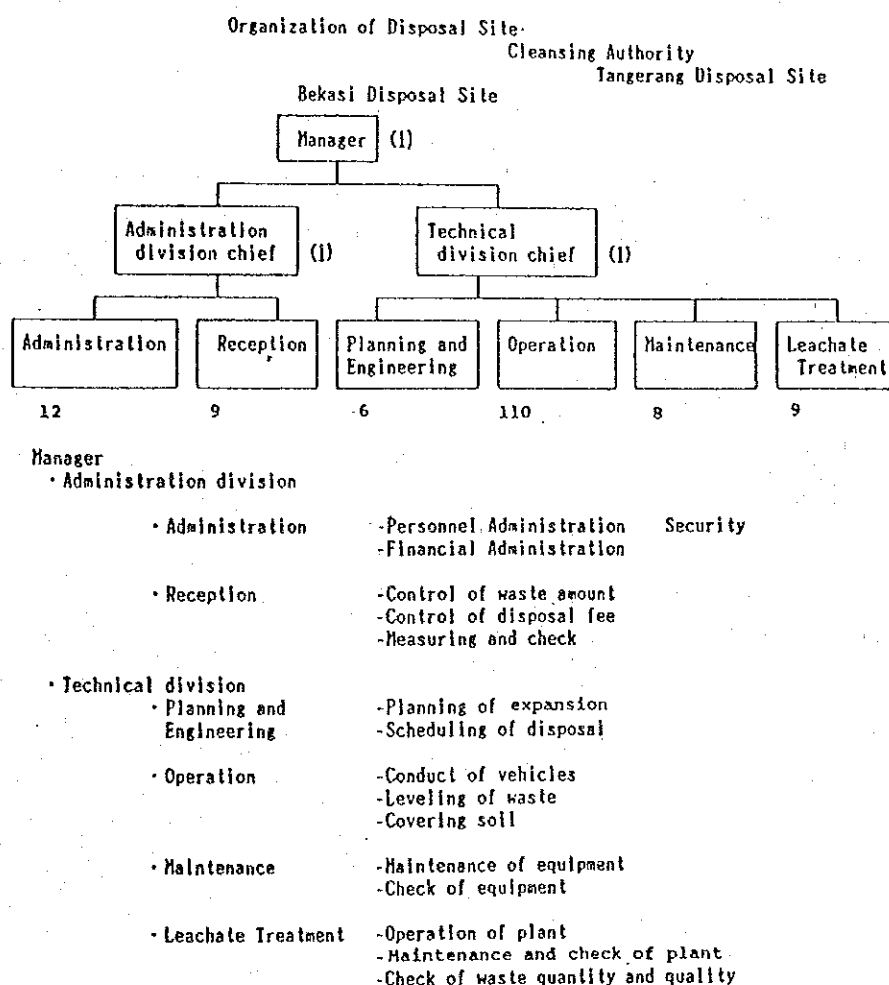 Organization of Disposal Site
Cleansing Authority
Tangerang Disposal Site
Bekasi Disposal Site
Manager (1)
Administration division chief (1)
Technical division chief (1)
Administration
Reception
Planning and Engineering
Operation
Maintenance
Leachate Treatment
12 9 6 110 8 9
Manager
・Administration division
・Administration -Personnel Administration Security
-Financial Administration
・Reception -Control of waste amount
-Control of disposal fee
-Measuring and check
・Technical division
・Planning and -Planning of expansion
Engineering -Scheduling of disposal
・Operation -Conduct of vehicles
-Leveling of waste
-Covering soil
・Maintenance -Maintenance of equipment
-Check of equipment
・Leachate Treatment -Operation of plant
-Maintenance and check of plant
-Check of waste quantity and quality